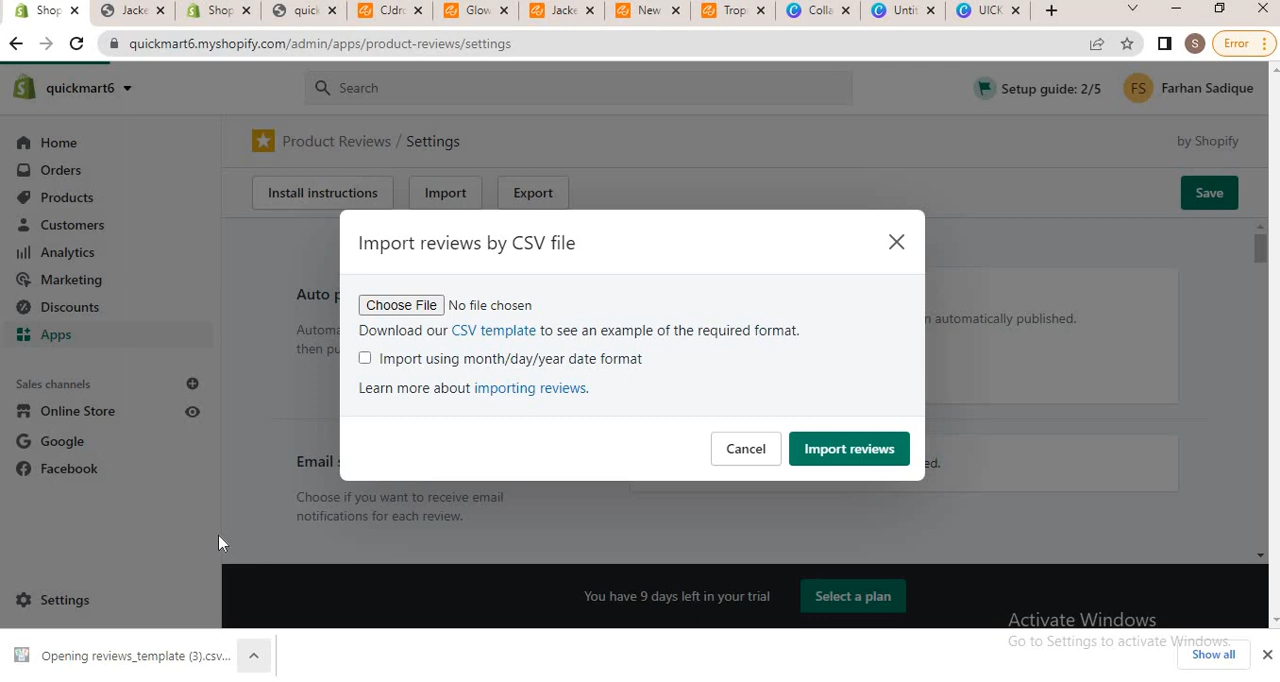 Shop
Jacke
Shop
quick
CJdro
Glow
Jacke
New
Tropi
Colla
Untit
UICK
quickmart6.myshopify.com/admin/apps/product-reviews/settings
S
Error
quickmart6
Search
Setup guide: 2/5
FS
Farhan Sadique
Home
Orders
Products
Customers
Analytics
Marketing
Discounts
Apps
Sales channels
Online Store
Google
Facebook
Settings
Product Reviews / Settings
by Shopify
Install instructions
Import
Export
Save
Auto p
Automa
then pu
n automatically published.
Import reviews by CSV file
Choose File No file chosen
Download our CSV template to see an example of the required format.
Import using month/day/year date format
Learn more about importing reviews.
Cancel
Import reviews
Email s
ed.
Choose if you want to receive email
notifications for each review.
You have 9 days left in your trial
Select a plan
Activate Windows
Go to Settings to activate Windows.
Opening reviews_template (3).csv...
Show all